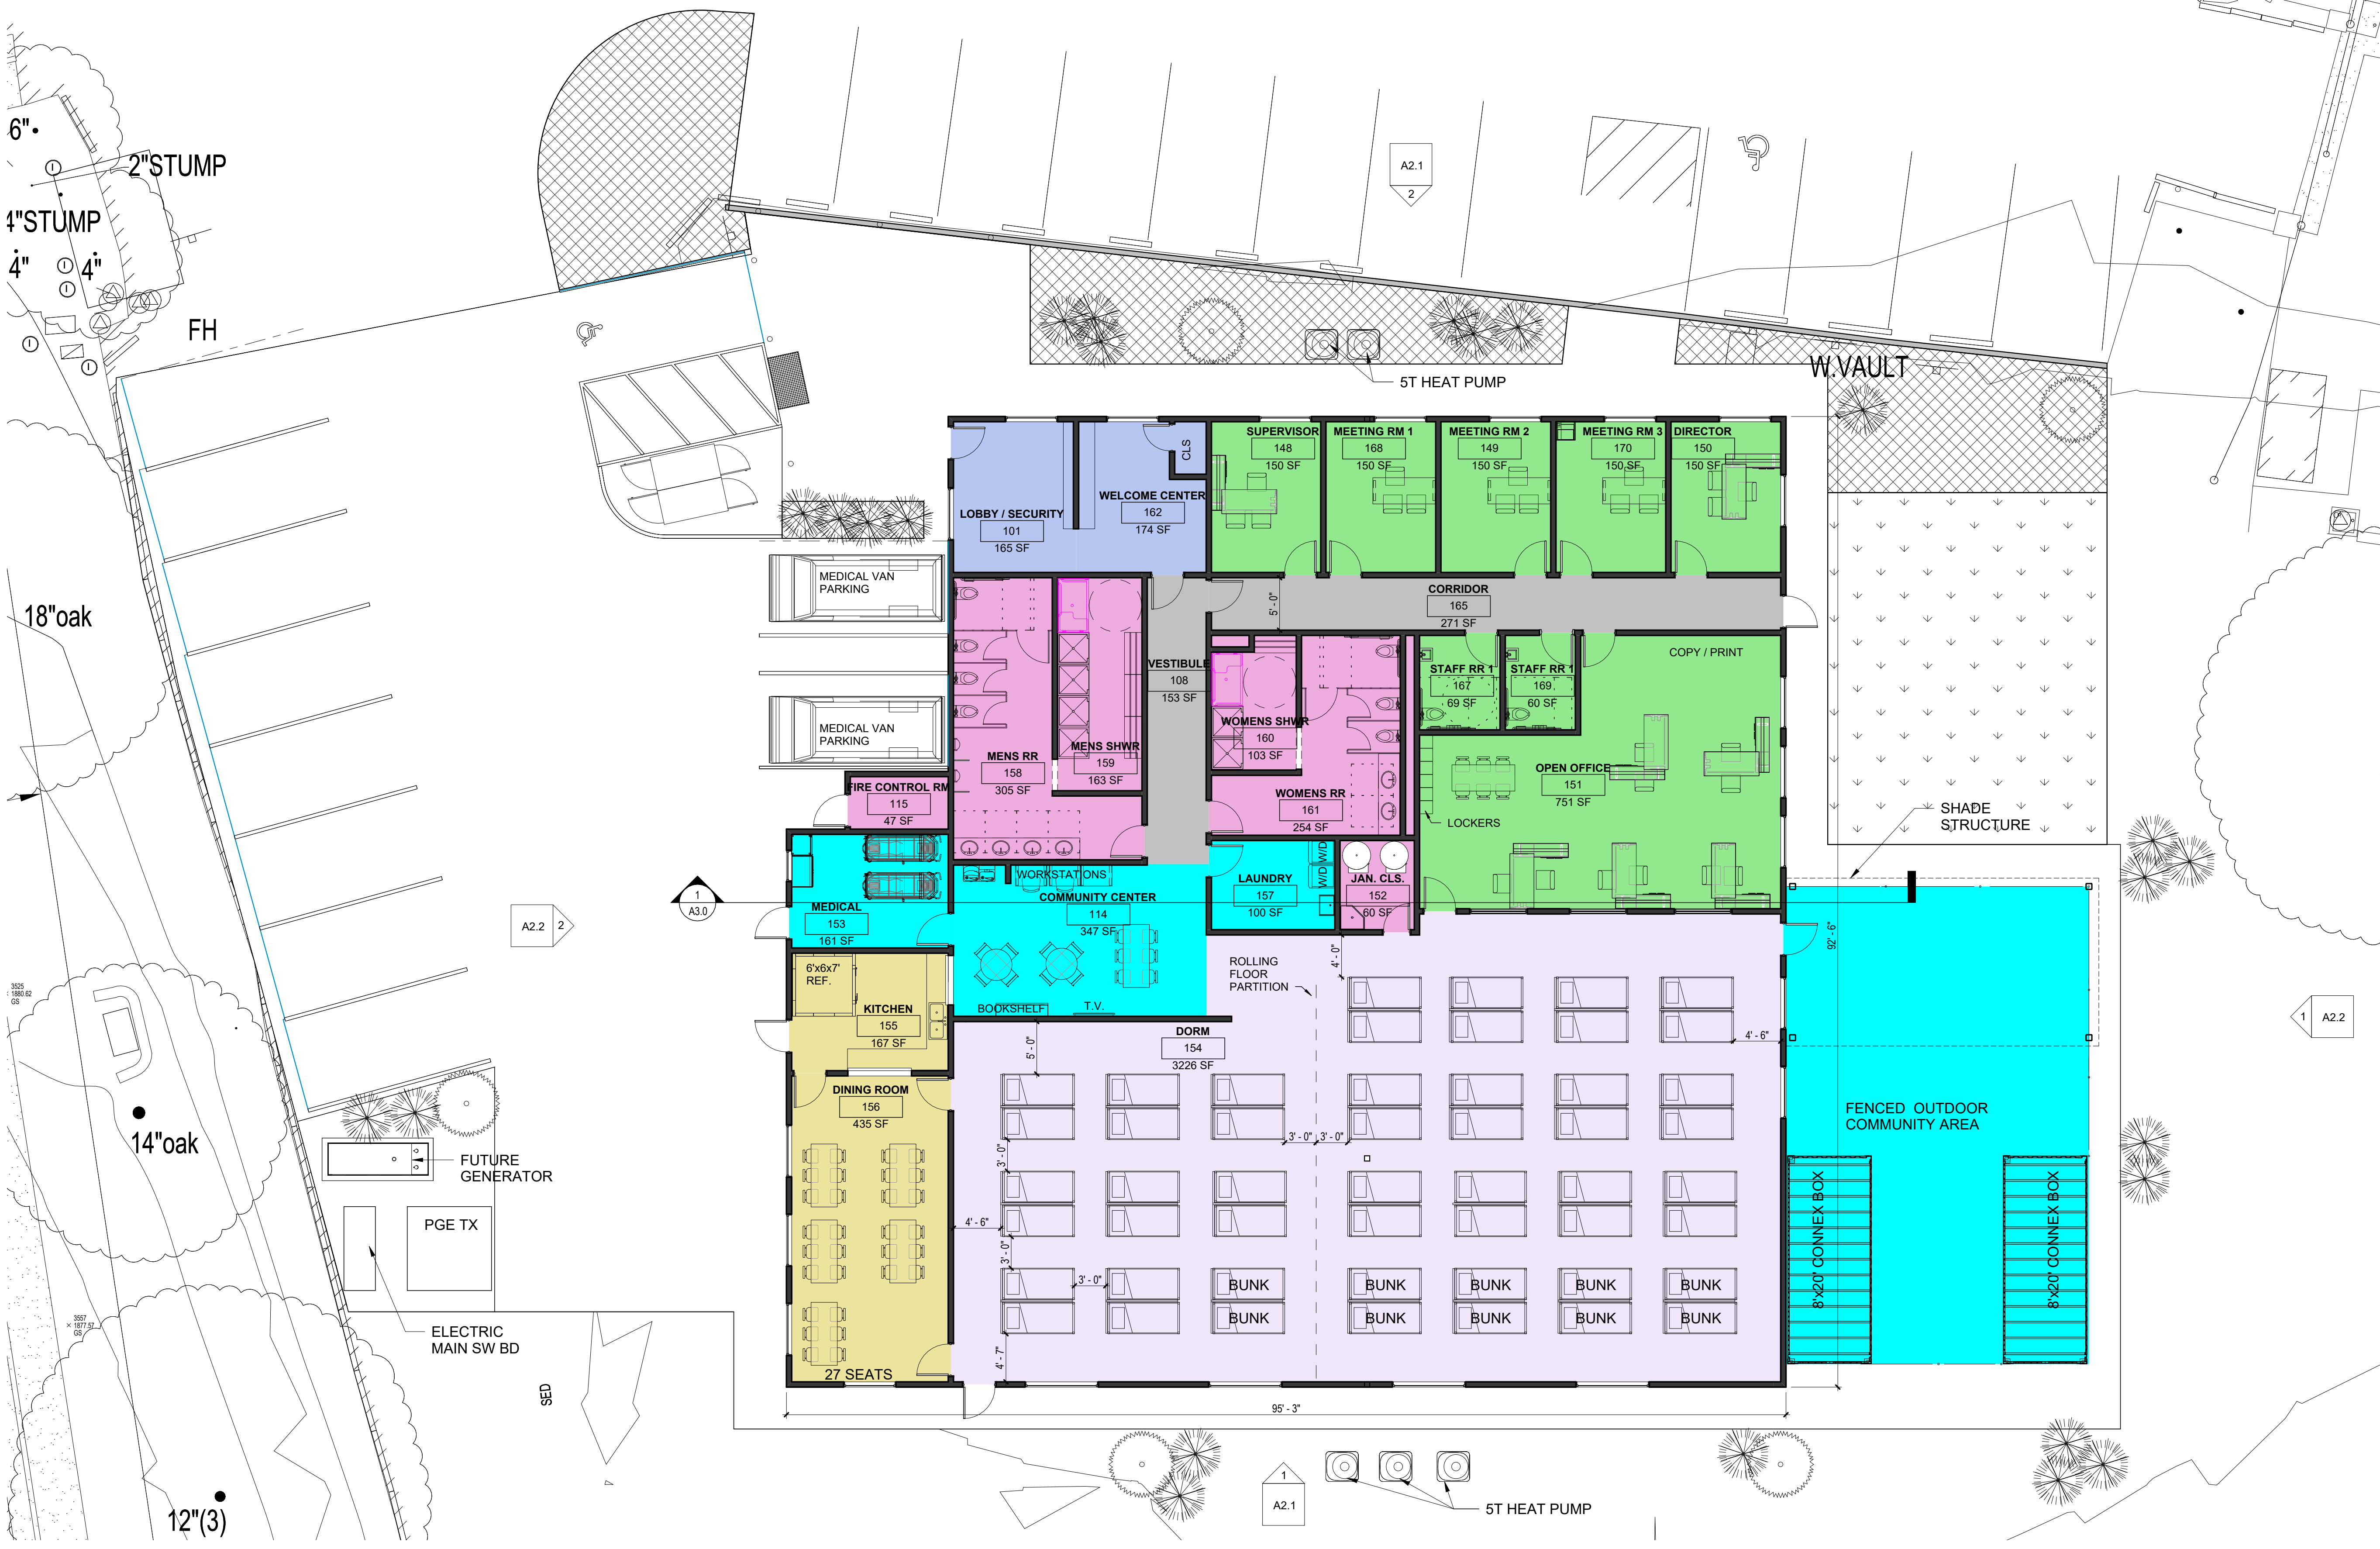 6"
2"STUMP
4"STUMP
4"
4"
FH
18"oak
14"oak
12"(3)
3525
1880.62
GS
3557
1877.57
GS
A2.1
2
5T HEAT PUMP
W.VAULT
SUPERVISOR
148
150 SF
MEETING RM 1
168
150 SF
MEETING RM 2
149
150 SF
MEETING RM 3
170
150 SF
DIRECTOR
150
150 SF
CLS
WELCOME CENTER
162
174 SF
LOBBY / SECURITY
101
165 SF
MEDICAL VAN
PARKING
MEDICAL VAN
PARKING
CORRIDOR
165
271 SF
5' - 0"
VESTIBULE
108
153 SF
MENS RR
158
305 SF
MENS SHWR
159
163 SF
WOMENS SHWR
160
103 SF
WOMENS RR
161
254 SF
STAFF RR 1
167
69 SF
STAFF RR 1
169
60 SF
COPY / PRINT
OPEN OFFICE
151
751 SF
LOCKERS
FIRE CONTROL RM
115
47 SF
MEDICAL
153
161 SF
WORKSTATIONS
COMMUNITY CENTER
114
347 SF
BOOKSHELF
T.V.
LAUNDRY
157
100 SF
W/D
W/D
JAN. CLS.
152
60 SF
1
A3.0
A2.2
2
6'x6x7'
REF.
KITCHEN
155
167 SF
DINING ROOM
156
435 SF
27 SEATS
ROLLING
FLOOR
PARTITION
DORM
154
3226 SF
4' - 0"
5' - 0"
4' - 6"
3' - 0"
3' - 0"
3' - 0"
4' - 6"
3' - 0"
3' - 0"
4' - 7"
BUNK
BUNK
BUNK
BUNK
BUNK
BUNK
BUNK
BUNK
BUNK
BUNK
92' - 6"
95' - 3"
SHADE
STRUCTURE
FENCED OUTDOOR
COMMUNITY AREA
8'x20' CONNEX BOX
8'x20' CONNEX BOX
1
A2.2
FUTURE
GENERATOR
PGE TX
ELECTRIC
MAIN SW BD
SED
1
A2.1
5T HEAT PUMP